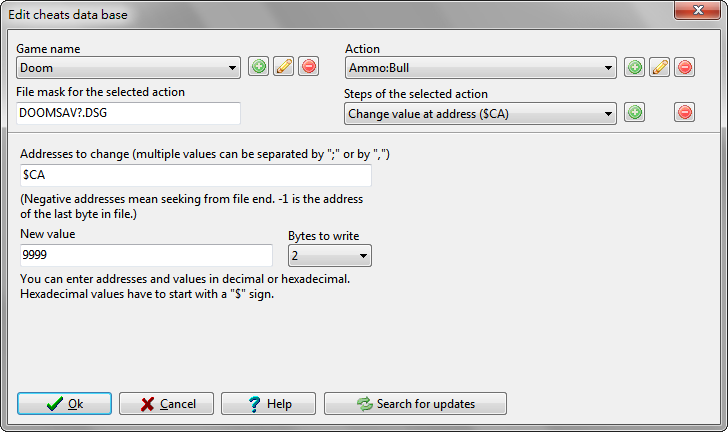 Edit cheats data base
Game name
Action
Doom
Ammo:Bull
File mask for the selected action
Steps of the selected action
DOOMSAV?.DSG
Change value at address ($CA)
Addresses to change (multiple values can be separated by ";" or by ",")
$CA
(Negative addresses mean seeking from file end. -1 is the address
of the last byte in file.)
New value
Bytes to write
9999
2
You can enter addresses and values in decimal or hexadecimal.
Hexadecimal values have to start with a "$" sign.
Ok
Cancel
? Help
Search for updates